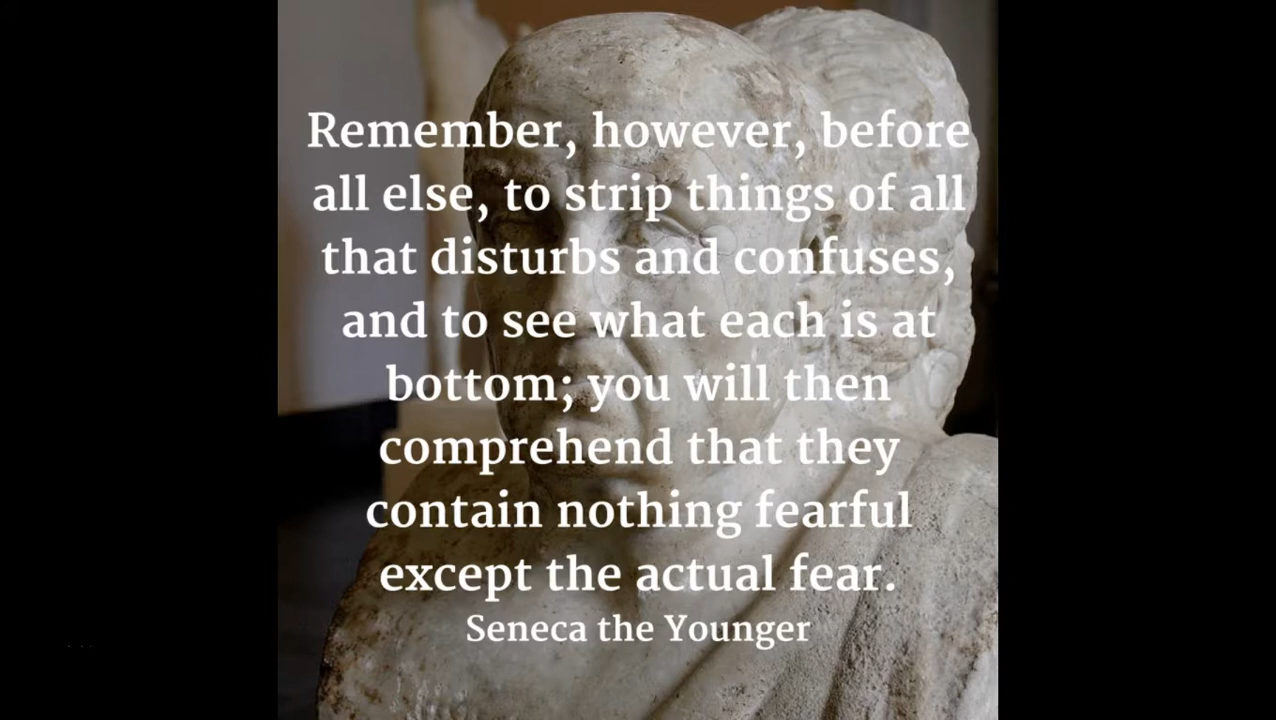 Remember, however, before
all else, to strip things of all
that disturbs and confuses,
and to see what each is at
bottom; you will then
comprehend that they
contain nothing fearful
except the actual fear.
Seneca the Younger